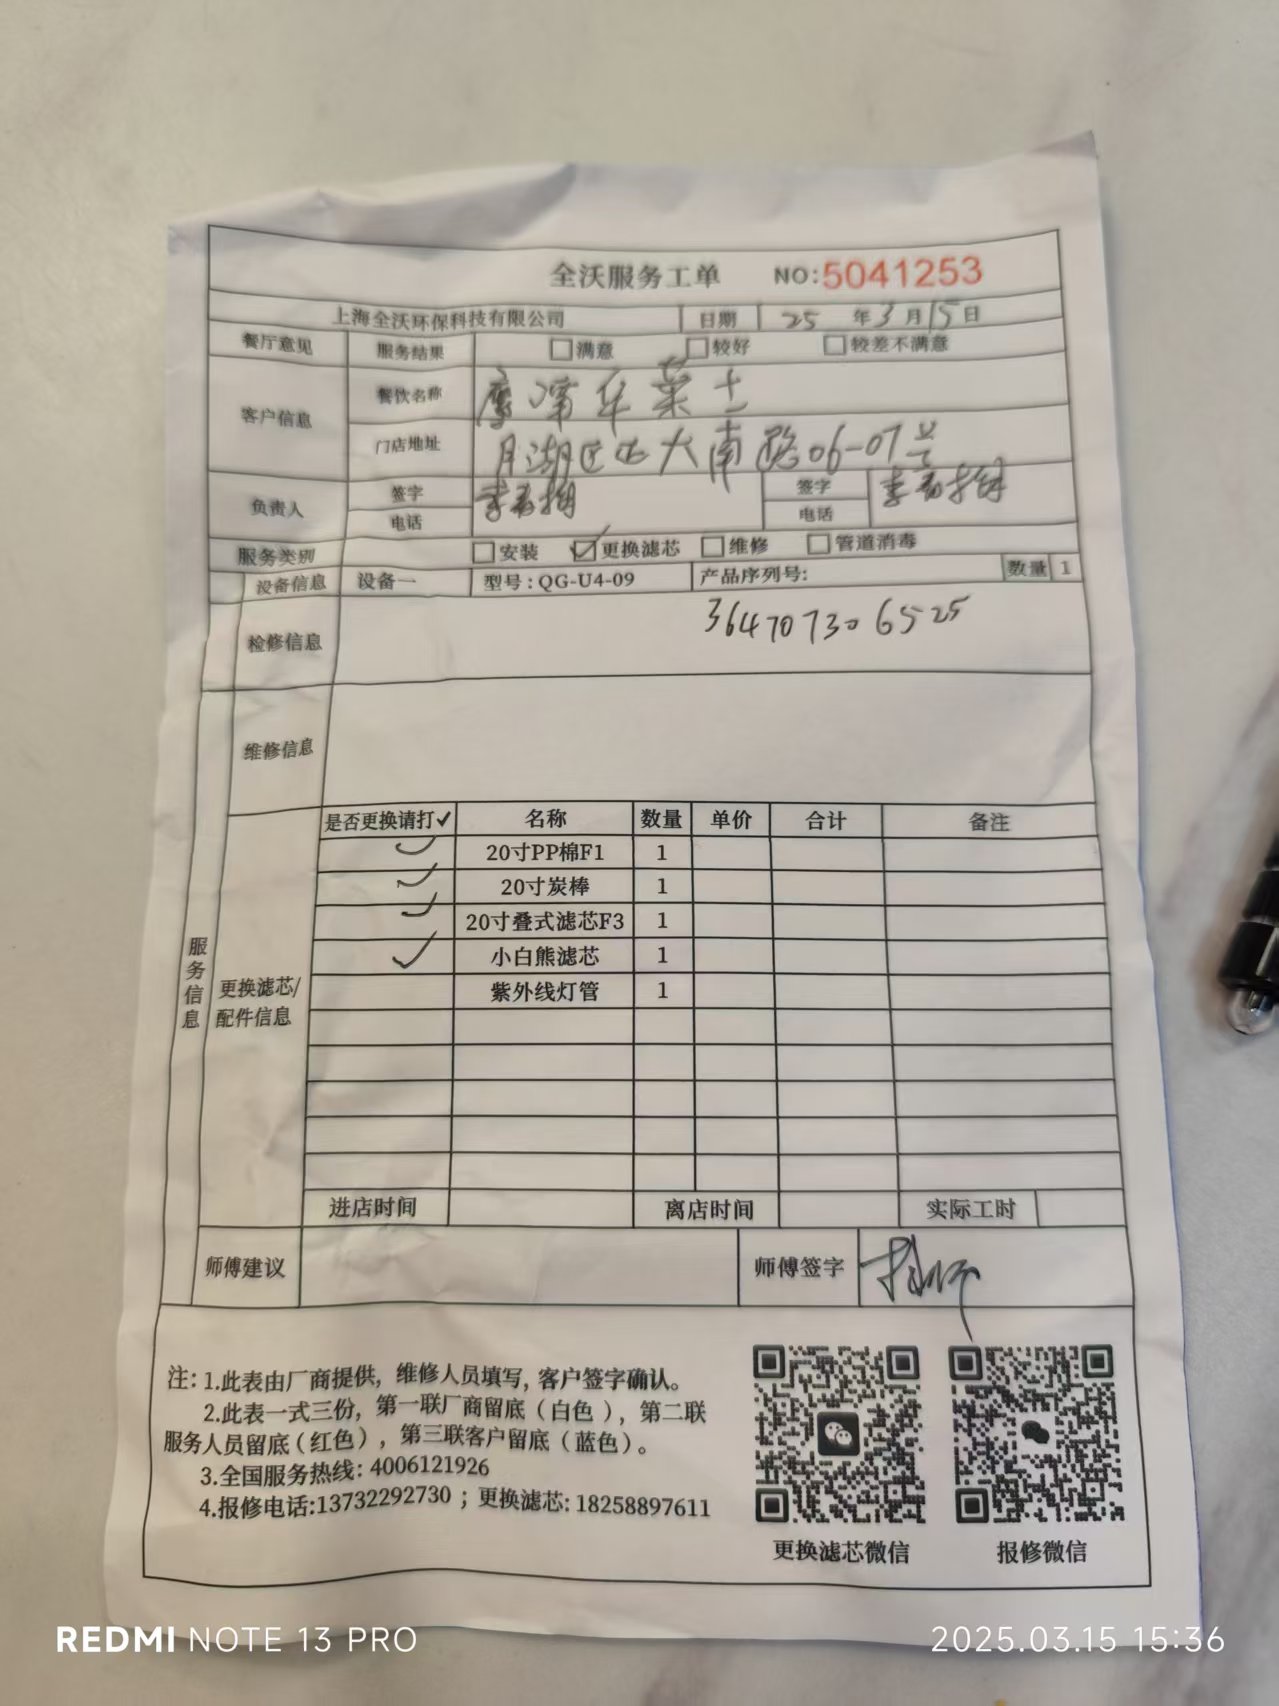 全沃服务工单 NO:5041253
上海全沃环保科技有限公司 日期 25 年 3 月 15 日
餐厅意见 服务结果 □满意 □较好 □较差不满意
客户信息 餐饮名称
门店地址 月湖区 大南路06-07号
负责人 签字 签字
电话 电话
服务类别 □安装 ☑更换滤芯 □维修 □管道消毒
设备信息 设备一 型号:QG-U4-09 产品序列号: 数量 1
检修信息 364707306525
维修信息
服务信息
更换滤芯/配件信息
是否更换请打✓ 名称 数量 单价 合计 备注
✓ 20寸PP棉F1 1
✓ 20寸炭棒 1
✓ 20寸叠式滤芯F3 1
✓ 小白熊滤芯 1
紫外线灯管 1
进店时间 离店时间 实际工时
师傅建议 师傅签字
注: 1.此表由厂商提供, 维修人员填写, 客户签字确认。
2.此表一式三份, 第一联厂商留底(白色), 第二联
服务人员留底(红色), 第三联客户留底(蓝色)。
3.全国服务热线: 4006121926
4.报修电话:13732292730 ; 更换滤芯: 18258897611
更换滤芯微信 报修微信
REDMI NOTE 13 PRO 2025.03.15 15:36